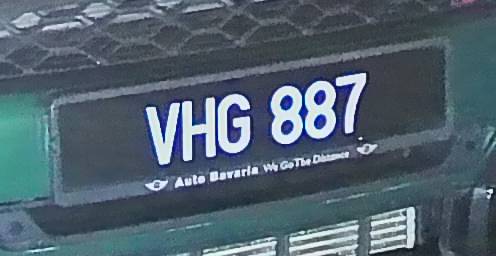 VHG 887
Auto Bavaria We Go The Distance